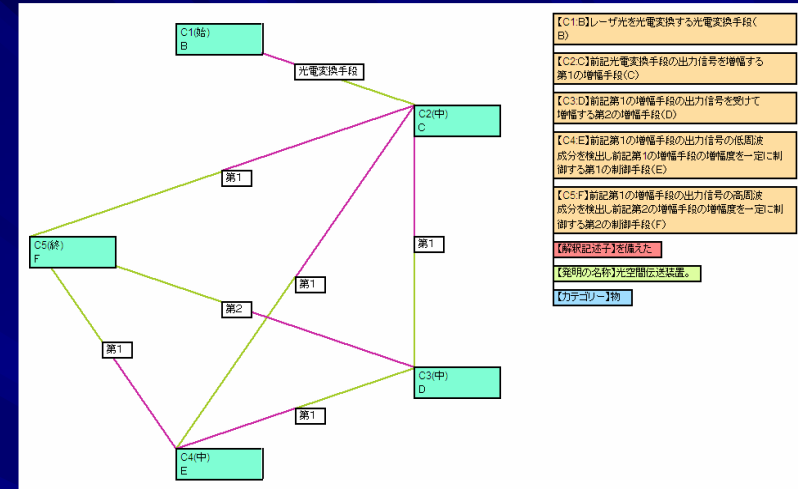 C1(始)
B
光電変換手段
C2(中)
C
第1
C5(終)
F
第1
第1
第2
第1
C3(中)
D
第1
C4(中)
E
【C1:B】レーザ光を光電変換する光電変換手段(
B)
【C2:C】前記光電変換手段の出力信号を増幅する
第1の増幅手段(C)
【C3:D】前記第1の増幅手段の出力信号を受けて
増幅する第2の増幅手段(D)
【C4:E】前記第1の増幅手段の出力信号の低周波
成分を検出し前記第1の増幅手段の増幅度を一定に制
御する第1の制御手段(E)
【C5:F】前記第1の増幅手段の出力信号の高周波
成分を検出し前記第2の増幅手段の増幅度を一定に制
御する第2の制御手段(F)
【解釈記述子】を備えた
【発明の名称】光空間伝送装置。
【カテゴリー】物